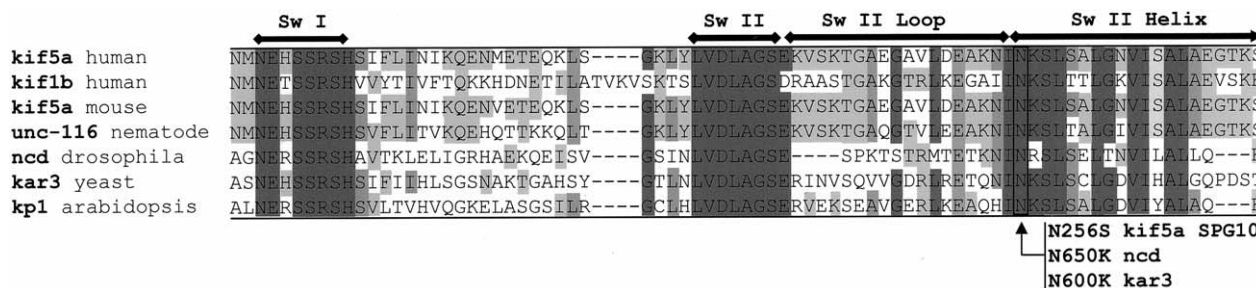 Sw I Sw II Sw II Loop Sw II Helix
kif5a human NMNEHSSRSHSIFLINIKQENMETEQKLS----GKLYLVDLAGSEKVSKTGAEGAVLDEAKNINKSLSALGNVISALAEGTKS
kif1b human NMNETSSRSHVVYTIVFTQKKHDNETNLATVKVSKTSLVDLAGSDRAASTGAKGTRLKEGAIINKSLTTLGKVISALAEVSKK
kif5a mouse NMNEHSSRSHSIFLINIKQENVETEQKLS----GKLYLVDLAGSEKVSKTGAEGAVLDEAKNINKSLSALGNVISALAEGTKS
unc-116 nematode NMNEHSSRSHSVFLITVKQEHQTTKKQLT----GKLYLVDLAGSEKVSKTGAQGTVLEEAKNINKSLTALGIVISALAEGTKS
ncd drosophila AGNERSSRSHAVTKLELIGRHAEKQEISV----GSINLVDLAGSE----SPKTSTRMTETKNINRSLSELTNVILALLQ--
kar3 yeast ASNEHSSRSHSIFIIHLSGSNAKTGAHSY----GTLNLVDLAGSERINVSQVVGDRLRETQNINKSLSCLGDVIHALGQPDST
kp1 arabidopsis ALNERSSRSHSVLTVHVQGKELASGSILR----GCLHLVDLAGSERVEKSEAVGERLKEAQHINKSLSALGDVIYALAQ---
N256S kif5a SPG10
N650K ncd
N600K kar3